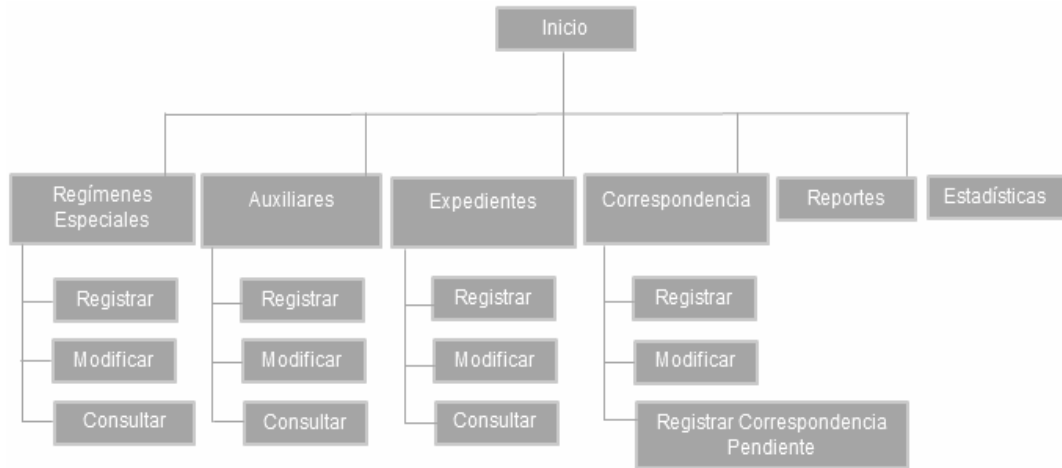 Inicio
Regímenes
Especiales
Auxiliares
Expedientes
Correspondencia
Reportes
Estadísticas
Registrar
Registrar
Registrar
Registrar
Modificar
Modificar
Modificar
Modificar
Consultar
Consultar
Consultar
Registrar Correspondencia
Pendiente